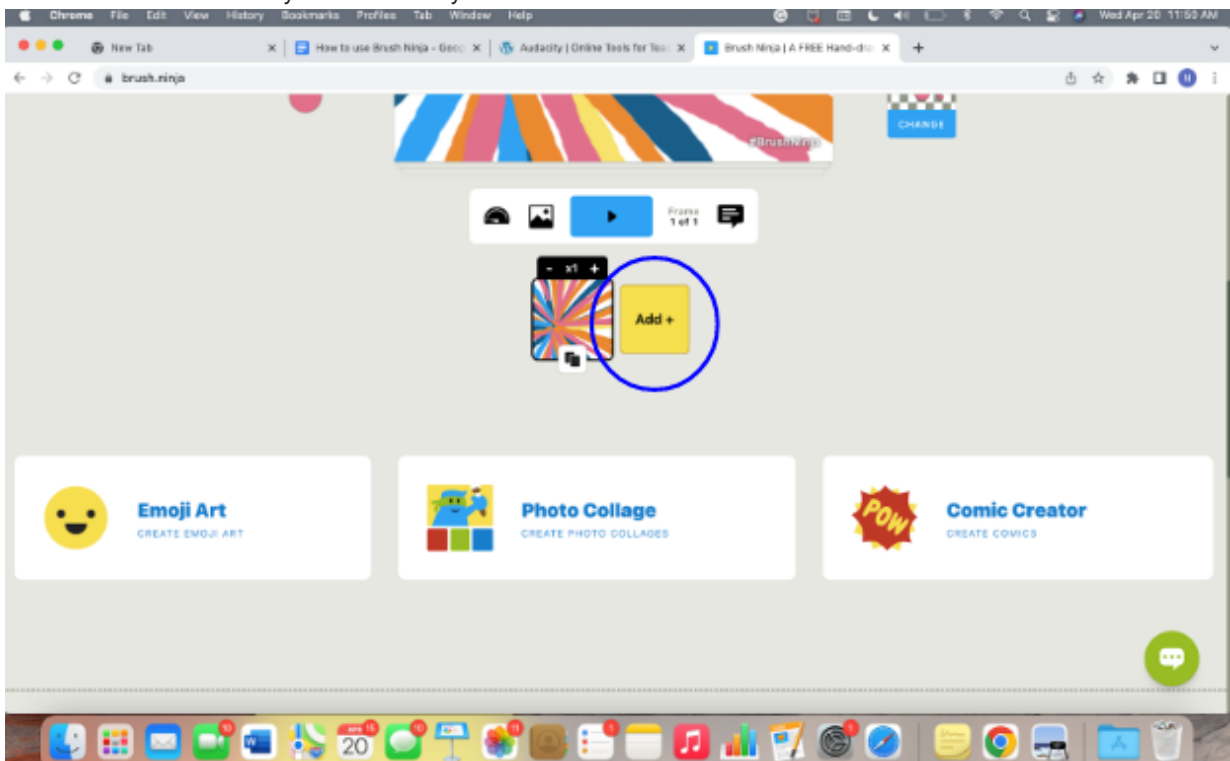 Chrome File Edit View History Bookmarks Profiles Tab Window Help Wed Apr 20 11:50 AM
New Tab How to use Brush Ninja - Goog Audacity | Online Tools for Tea Brush Ninja | A FREE Hand-dra
brush.ninja
CHANGE
#BrushNinja
Frame
1 of 1
- x1 +
Add +
Emoji Art
CREATE EMOJI ART
Photo Collage
CREATE PHOTO COLLAGES
POW
Comic Creator
CREATE COMICS
20